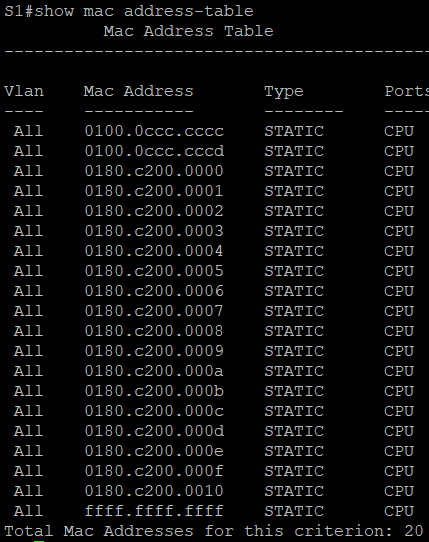 S1#show mac address-table
Mac Address Table
-------------------------------------------
Vlan    Mac Address       Type        Ports
----    -----------       --------    -----
All    0100.0ccc.cccc    STATIC      CPU
All    0100.0ccc.cccd    STATIC      CPU
All    0180.c200.0000    STATIC      CPU
All    0180.c200.0001    STATIC      CPU
All    0180.c200.0002    STATIC      CPU
All    0180.c200.0003    STATIC      CPU
All    0180.c200.0004    STATIC      CPU
All    0180.c200.0005    STATIC      CPU
All    0180.c200.0006    STATIC      CPU
All    0180.c200.0007    STATIC      CPU
All    0180.c200.0008    STATIC      CPU
All    0180.c200.0009    STATIC      CPU
All    0180.c200.000a    STATIC      CPU
All    0180.c200.000b    STATIC      CPU
All    0180.c200.000c    STATIC      CPU
All    0180.c200.000d    STATIC      CPU
All    0180.c200.000e    STATIC      CPU
All    0180.c200.000f    STATIC      CPU
All    0180.c200.0010    STATIC      CPU
All    ffff.ffff.ffff    STATIC      CPU
Total Mac Addresses for this criterion: 20